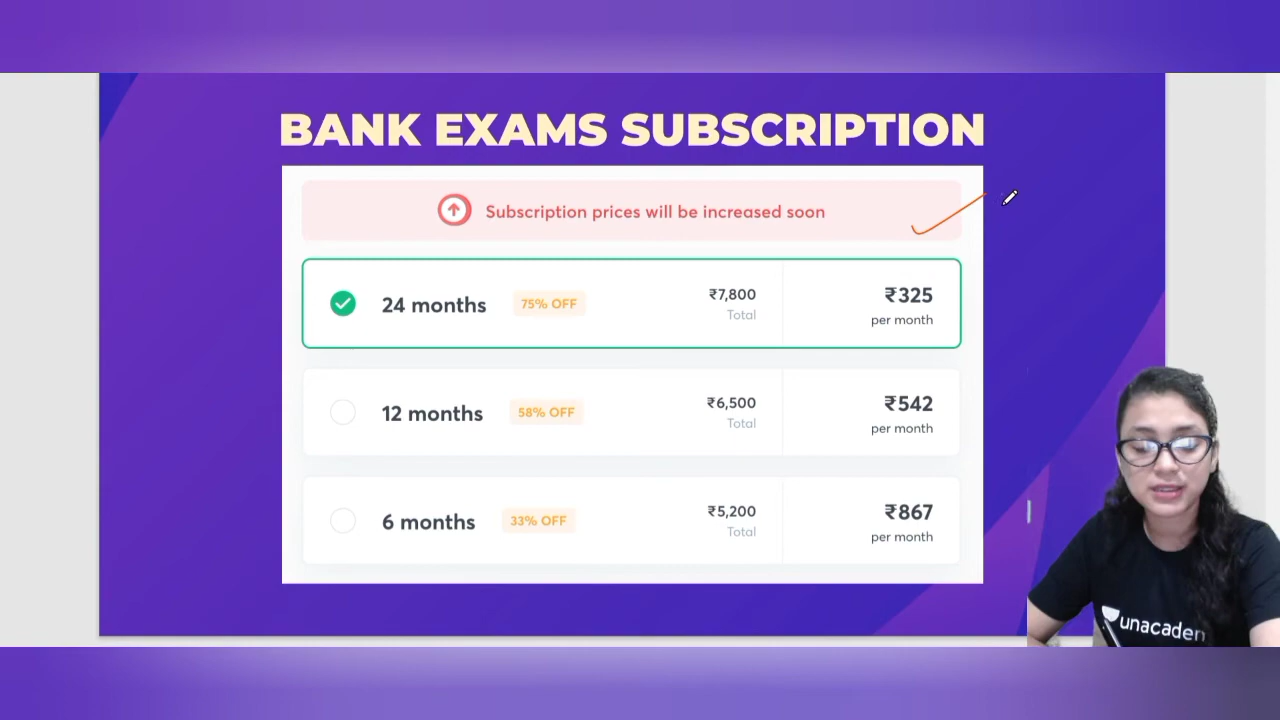 BANK EXAMS SUBSCRIPTION
Subscription prices will be increased soon
24 months 75% OFF ₹7,800 Total ₹325 per month
12 months 58% OFF ₹6,500 Total ₹542 per month
6 months 33% OFF ₹5,200 Total ₹867 per month
unacadem